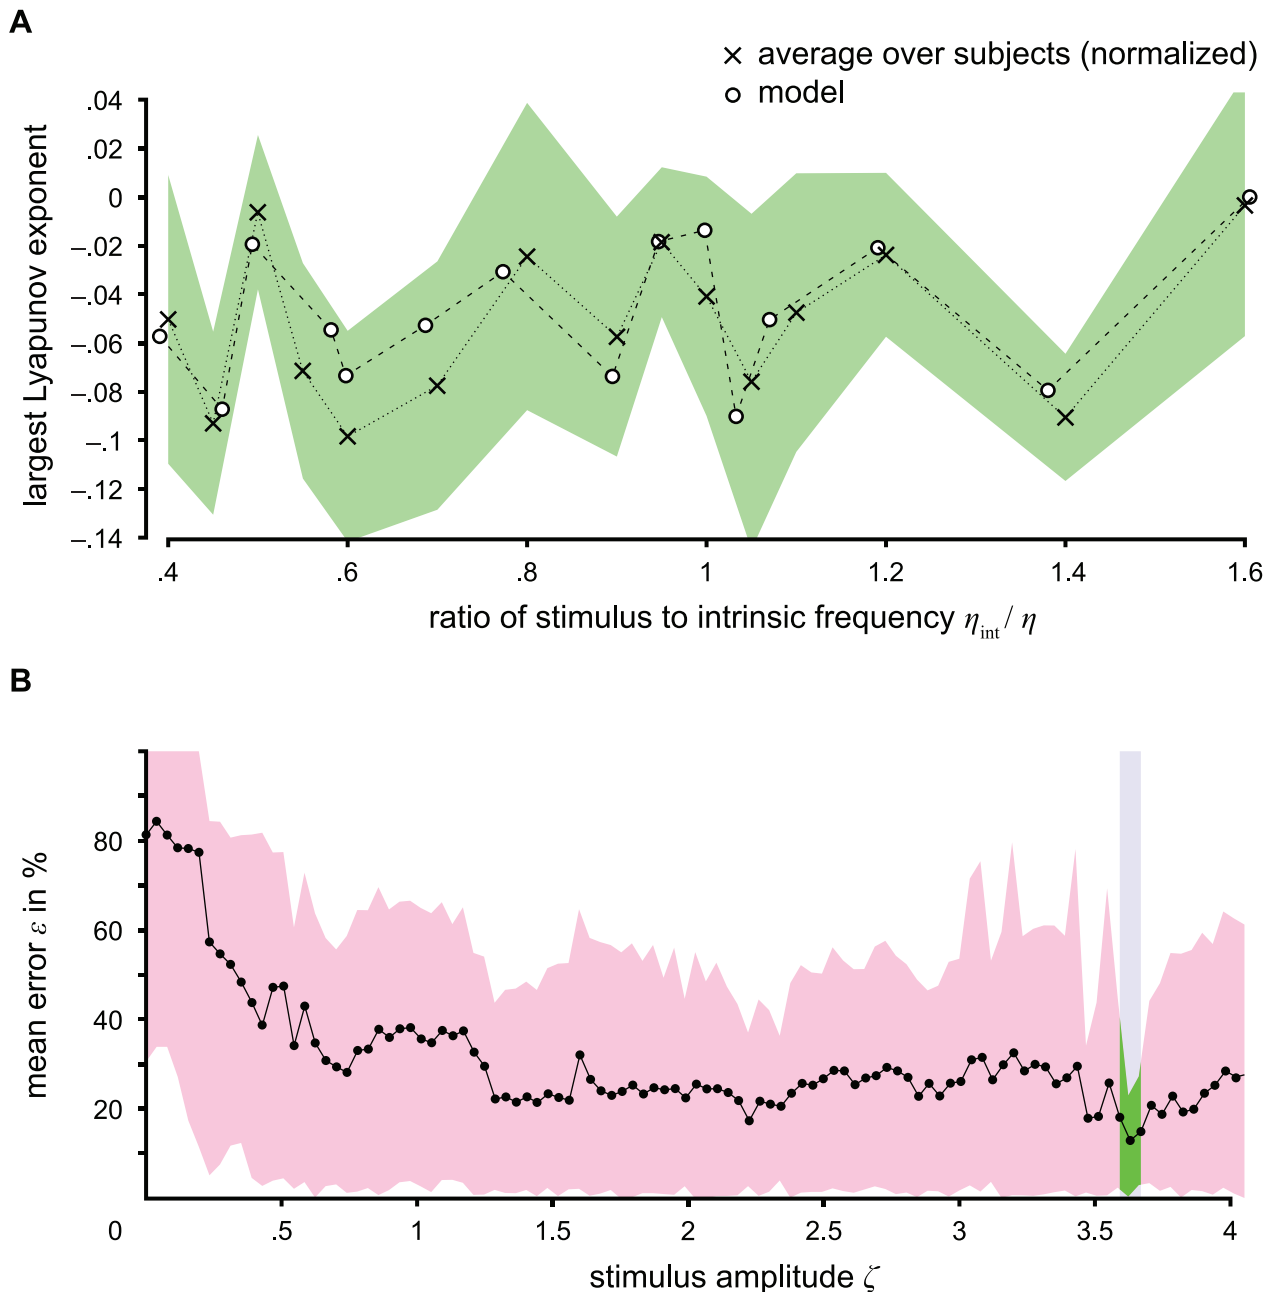 A
× average over subjects (normalized)
model
largest Lyapunov exponent
.04
.02
0
–.02
–.04
–.06
–.08
–.1
–.12
–.14
.4 .6 .8 1 1.2 1.4 1.6
ratio of stimulus to intrinsic frequency η_int / η
B
mean error ε in %
80
60
40
20
0 .5 1 1.5 2 2.5 3 3.5 4
stimulus amplitude ζ